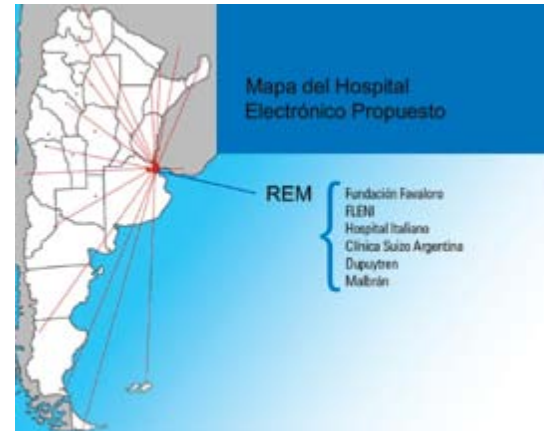 Mapa del Hospital
Electrónico Propuesto
REM
Fundación Favaloro
FLENI
Hospital Italiano
Clínica Suizo Argentina
Dupuytren
Malbrán